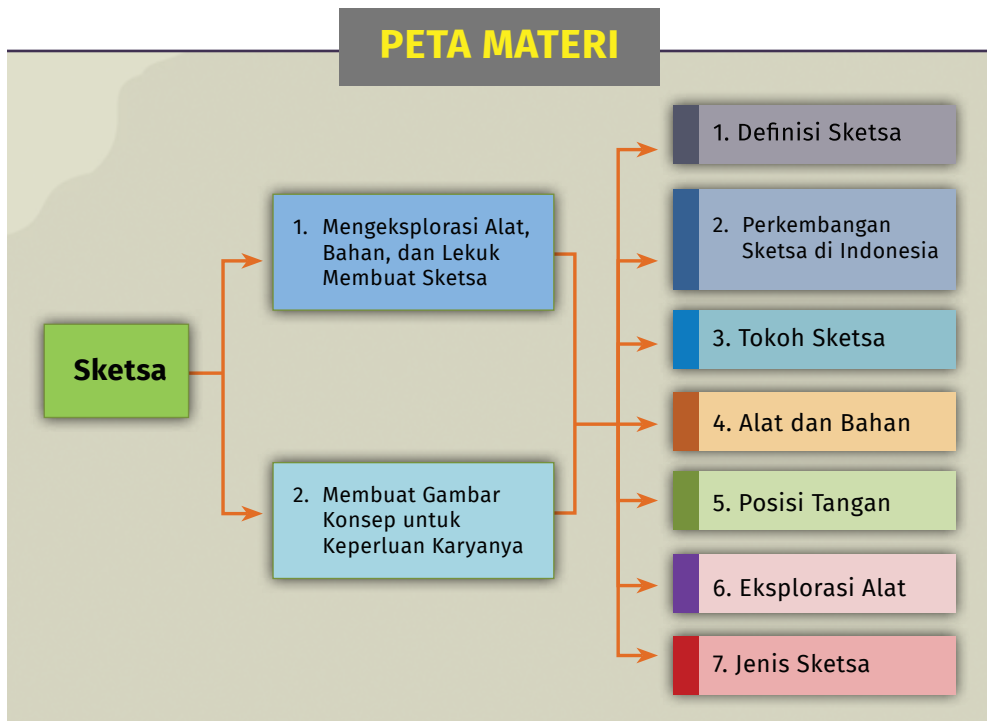 PETA MATERI
Sketsa
1. Mengeksplorasi Alat,
Bahan, dan Lekuk
Membuat Sketsa
2. Membuat Gambar
Konsep untuk
Keperluan Karyanya
1. Definisi Sketsa
2. Perkembangan
Sketsa di Indonesia
3. Tokoh Sketsa
4. Alat dan Bahan
5. Posisi Tangan
6. Eksplorasi Alat
7. Jenis Sketsa